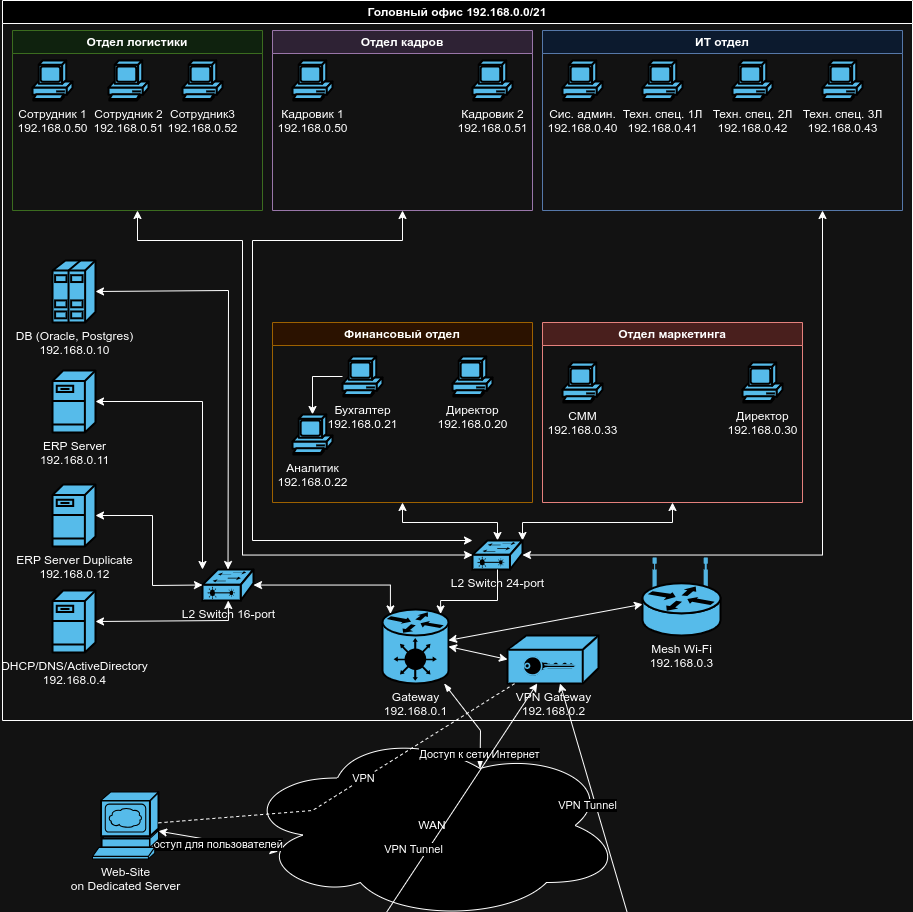 Головный офис 192.168.0.0/21
Отдел логистики
Сотрудник 1
192.168.0.50
Сотрудник 2
192.168.0.51
Сотрудник3
192.168.0.52
Отдел кадров
Кадровик 1
192.168.0.50
Кадровик 2
192.168.0.51
ИТ отдел
Сис. админ.
192.168.0.40
Техн. спец. 1Л
192.168.0.41
Техн. спец. 2Л
192.168.0.42
Техн. спец. 3Л
192.168.0.43
DB (Oracle, Postgres)
192.168.0.10
ERP Server
192.168.0.11
ERP Server Duplicate
192.168.0.12
DHCP/DNS/ActiveDirectory
192.168.0.4
Финансовый отдел
Бухгалтер
192.168.0.21
Директор
192.168.0.20
Аналитик
192.168.0.22
Отдел маркетинга
СММ
192.168.0.33
Директор
192.168.0.30
L2 Switch 24-port
L2 Switch 16-port
Mesh Wi-Fi
192.168.0.3
Gateway
192.168.0.1
VPN Gateway
192.168.0.2
Доступ к сети Интернет
VPN
VPN Tunnel
WAN
VPN Tunnel
оступ для пользователей
Web-Site
on Dedicated Server